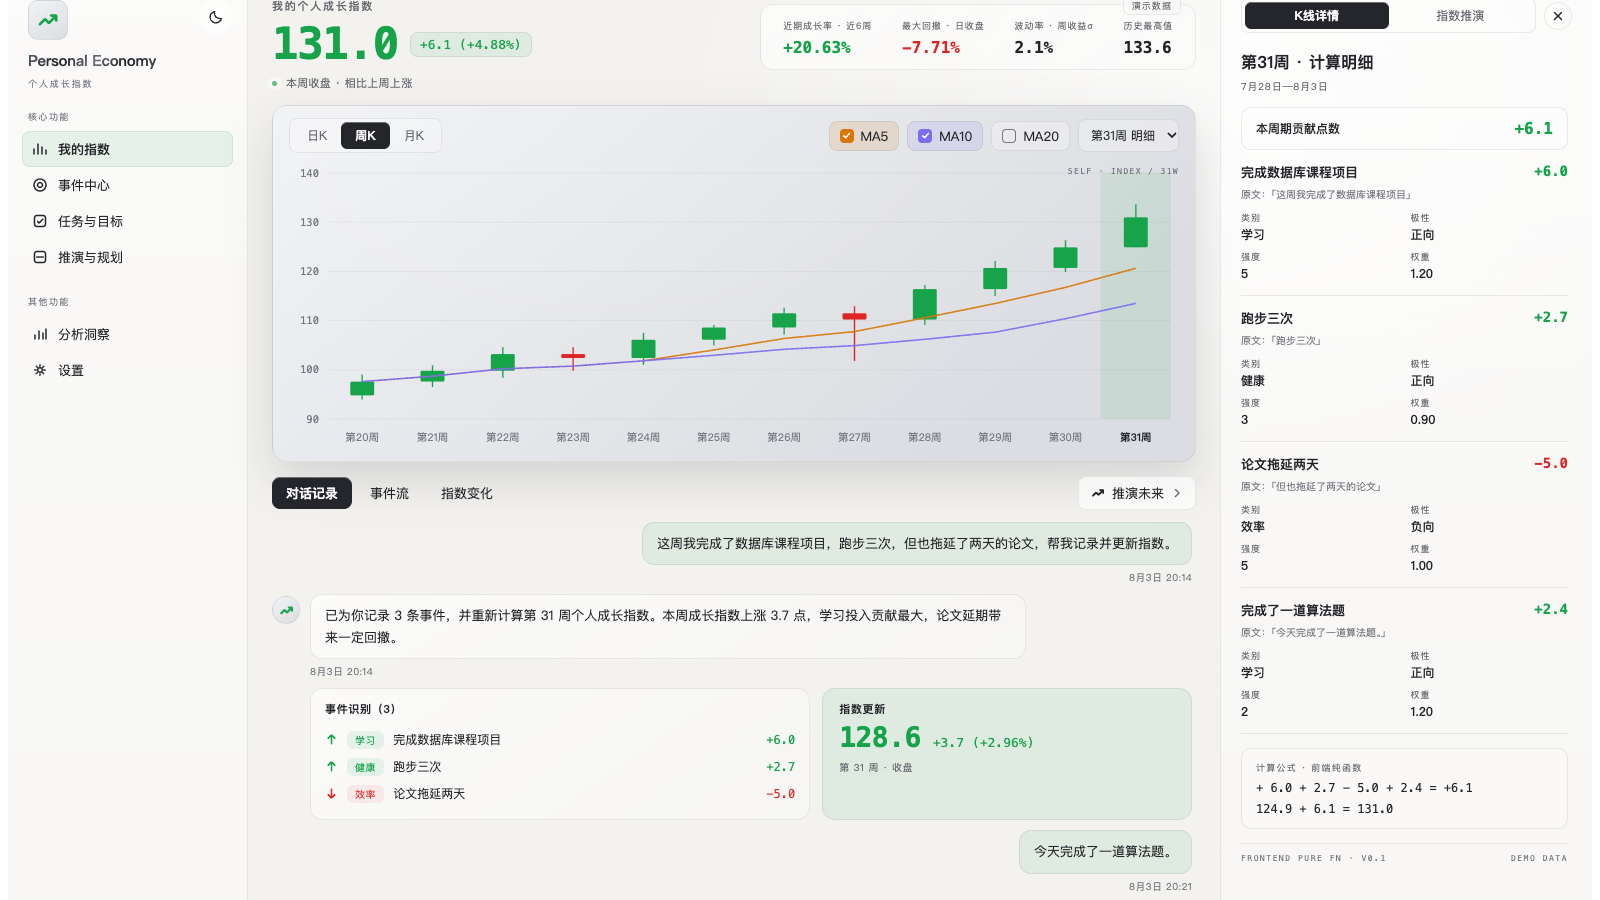 Personal Economy
个人成长指数
核心功能
我的指数
事件中心
任务与目标
推演与规划
其他功能
分析洞察
设置
我的个人成长指数
131.0
+6.1 (+4.88%)
本周收盘 · 相比上周上涨
演示数据
近期成长率 · 近6周
+20.63%
最大回撤 · 日收盘
−7.71%
波动率 · 周收益σ
2.1%
历史最高值
133.6
日K
周K
月K
MA5
MA10
MA20
第31周 明细
SELF · INDEX / 31W
140
130
120
110
100
90
第20周
第21周
第22周
第23周
第24周
第25周
第26周
第27周
第28周
第29周
第30周
第31周
对话记录
事件流
指数变化
推演未来
这周我完成了数据库课程项目，跑步三次，但也拖延了两天的论文，帮我记录并更新指数。
8月3日 20:14
已为你记录 3 条事件，并重新计算第 31 周个人成长指数。本周成长指数上涨 3.7 点，学习投入贡献最大，论文延期带
来一定回撤。
8月3日 20:14
事件识别（3）
学习 完成数据库课程项目 +6.0
健康 跑步三次 +2.7
效率 论文拖延两天 −5.0
指数更新
128.6 +3.7 (+2.96%)
第 31 周 · 收盘
今天完成了一道算法题。
8月3日 20:21
K线详情
指数推演
第31周 · 计算明细
7月28日—8月3日
本周期贡献点数 +6.1
完成数据库课程项目 +6.0
原文：「这周我完成了数据库课程项目」
类别 极性
学习 正向
强度 权重
5 1.20
跑步三次 +2.7
原文：「跑步三次」
类别 极性
健康 正向
强度 权重
3 0.90
论文拖延两天 −5.0
原文：「但也拖延了两天的论文」
类别 极性
效率 负向
强度 权重
5 1.00
完成了一道算法题 +2.4
原文：「今天完成了一道算法题。」
类别 极性
学习 正向
强度 权重
2 1.20
计算公式 · 前端纯函数
+ 6.0 + 2.7 − 5.0 + 2.4 = +6.1
124.9 + 6.1 = 131.0
FRONTEND PURE FN · V0.1
DEMO DATA